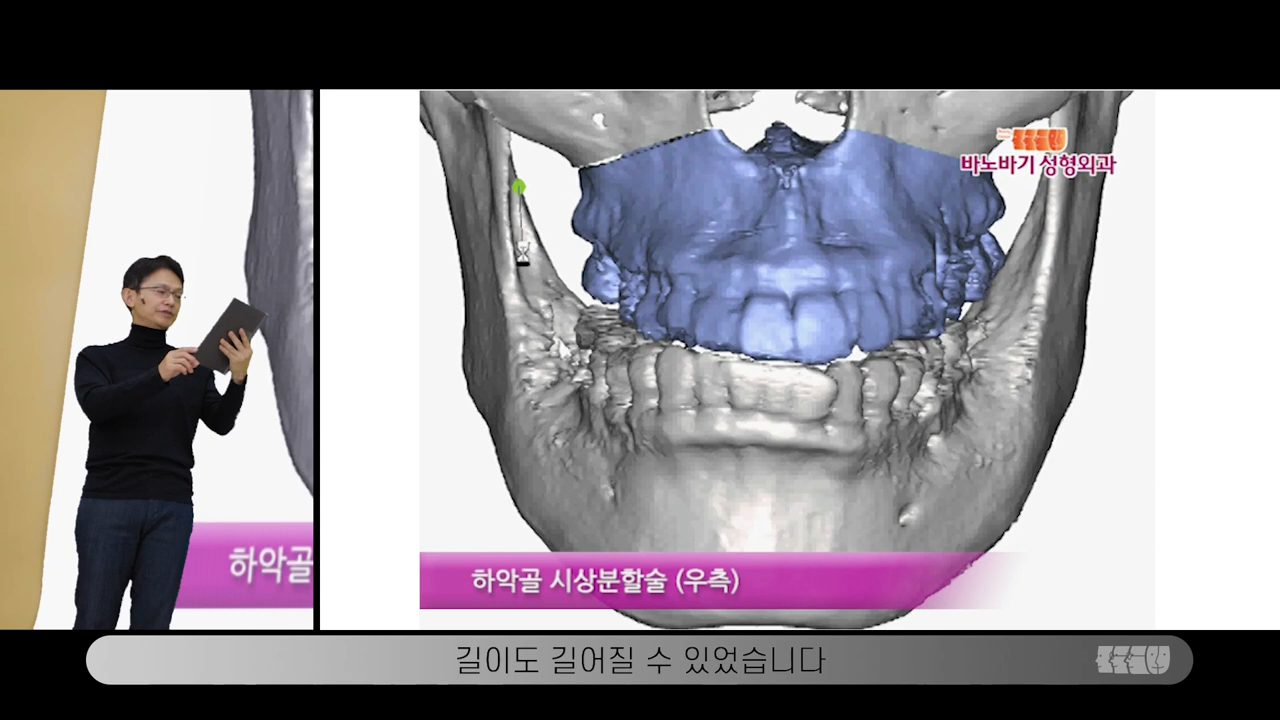 바노바기 성형외과
하악골
하악골 시상분할술 (우측)
길이도 길어질 수 있었습니다